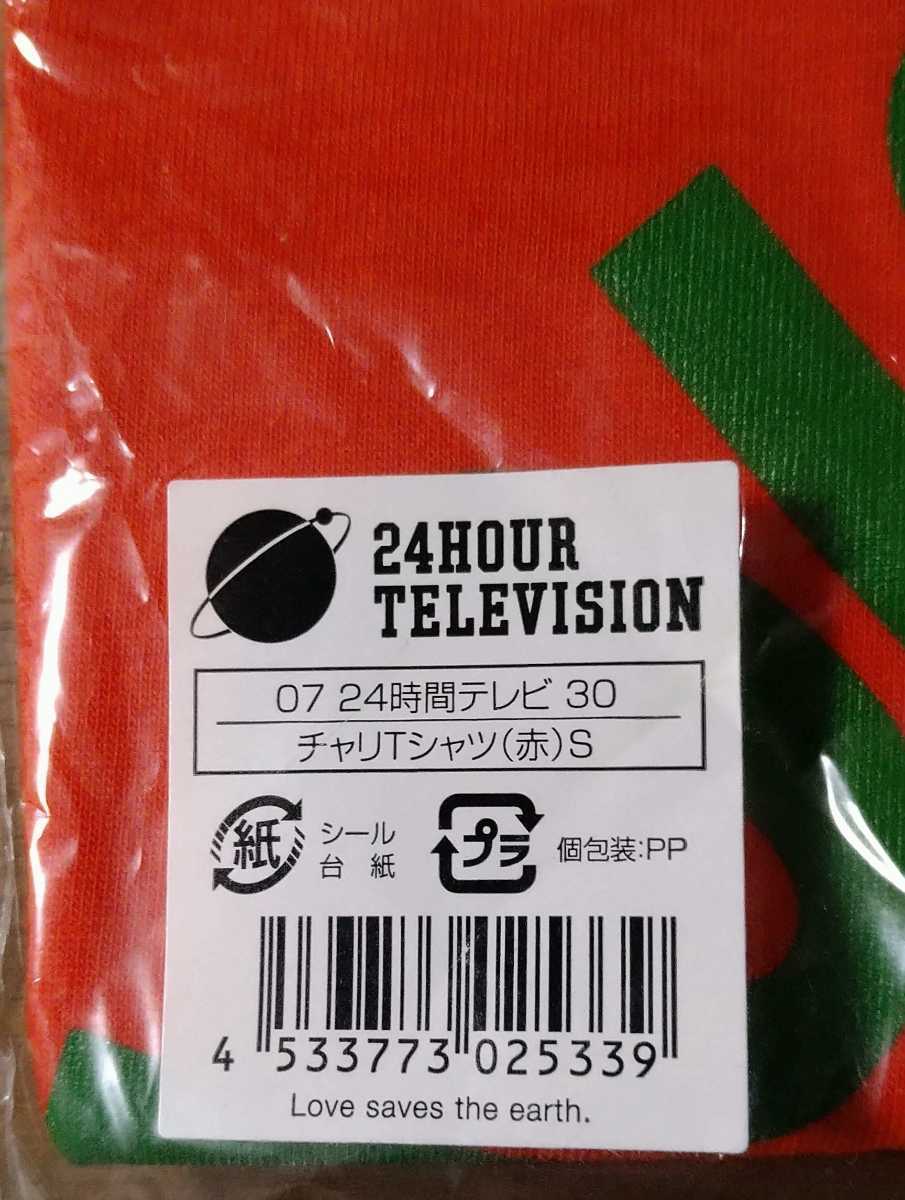 24HOUR
TELEVISION
07 24時間テレビ 30
チャリTシャツ(赤)S
紙
シール
台 紙
プラ
個包装:PP
4 533773 025339
Love saves the earth.